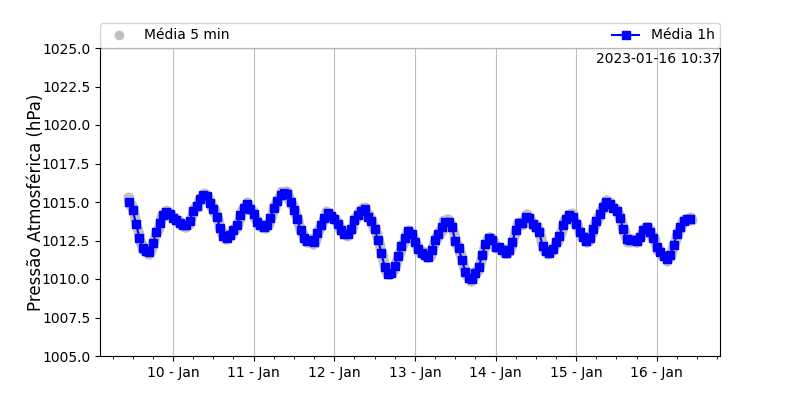 Média 5 min
Média 1h
2023-01-16 10:37
Pressão Atmosférica (hPa)
1025.0
1022.5
1020.0
1017.5
1015.0
1012.5
1010.0
1007.5
1005.0
10 - Jan
11 - Jan
12 - Jan
13 - Jan
14 - Jan
15 - Jan
16 - Jan